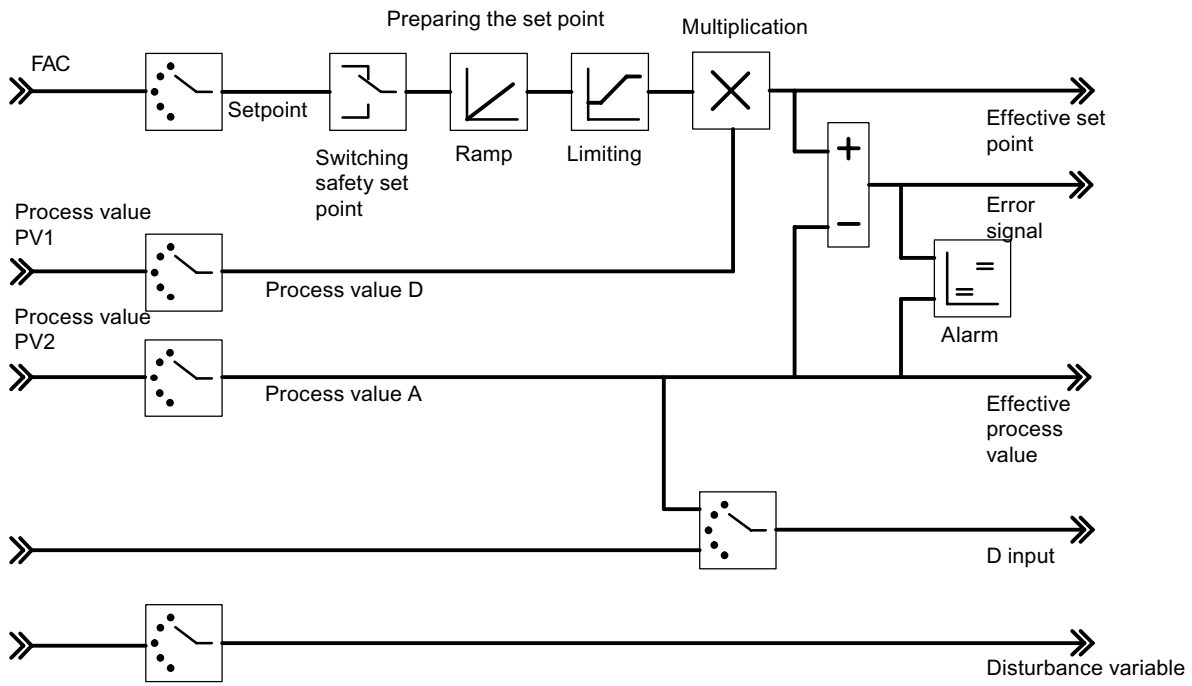 Preparing the set point
Multiplication
FAC
Setpoint
Switching
safety set
point
Ramp
Limiting
Effective set
point
+
−
Error
signal
Process value
PV1
Process value D
Alarm
Process value
PV2
Process value A
Effective
process
value
D input
Disturbance variable